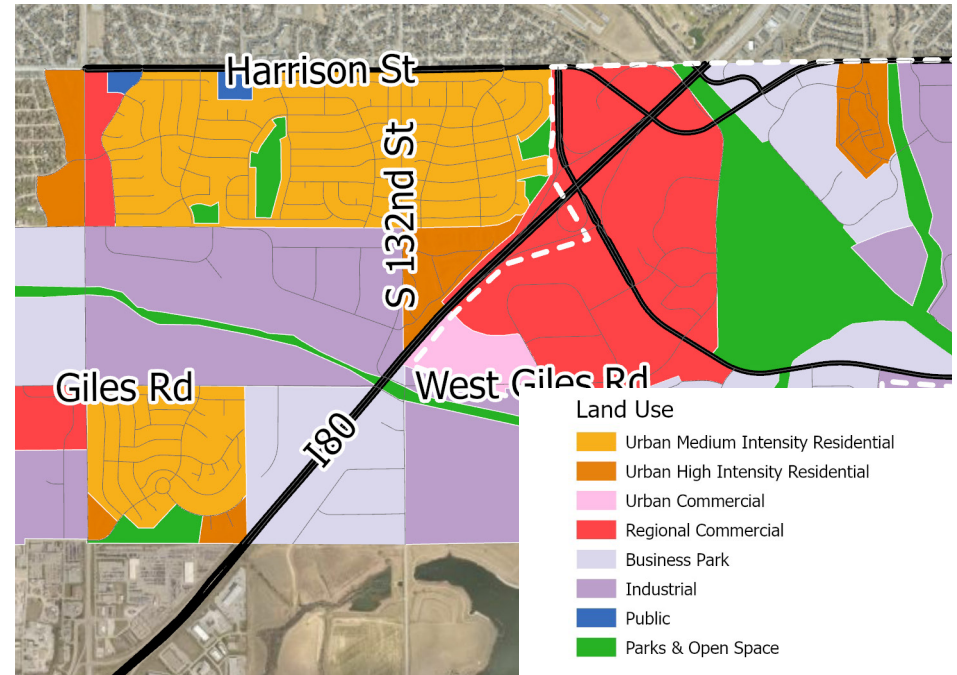 Harrison St
S 132nd St
Giles Rd
West Giles Rd
I80
Land Use
Urban Medium Intensity Residential
Urban High Intensity Residential
Urban Commercial
Regional Commercial
Business Park
Industrial
Public
Parks & Open Space